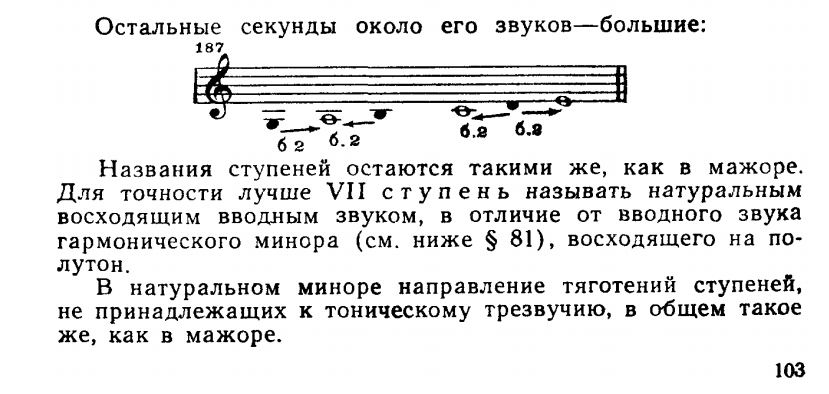 Остальные секунды около его звуков—большие:
187
б 2 б. 2 б.2 б.2
Названия ступеней остаются такими же, как в мажоре.
Для точности лучше VII ступень называть натуральным
восходящим вводным звуком, в отличие от вводного звука
гармонического минора (см. ниже § 81), восходящего на по-
лутон.
В натуральном миноре направление тяготений ступеней,
не принадлежащих к тоническому трезвучию, в общем такое
же, как в мажоре.
103